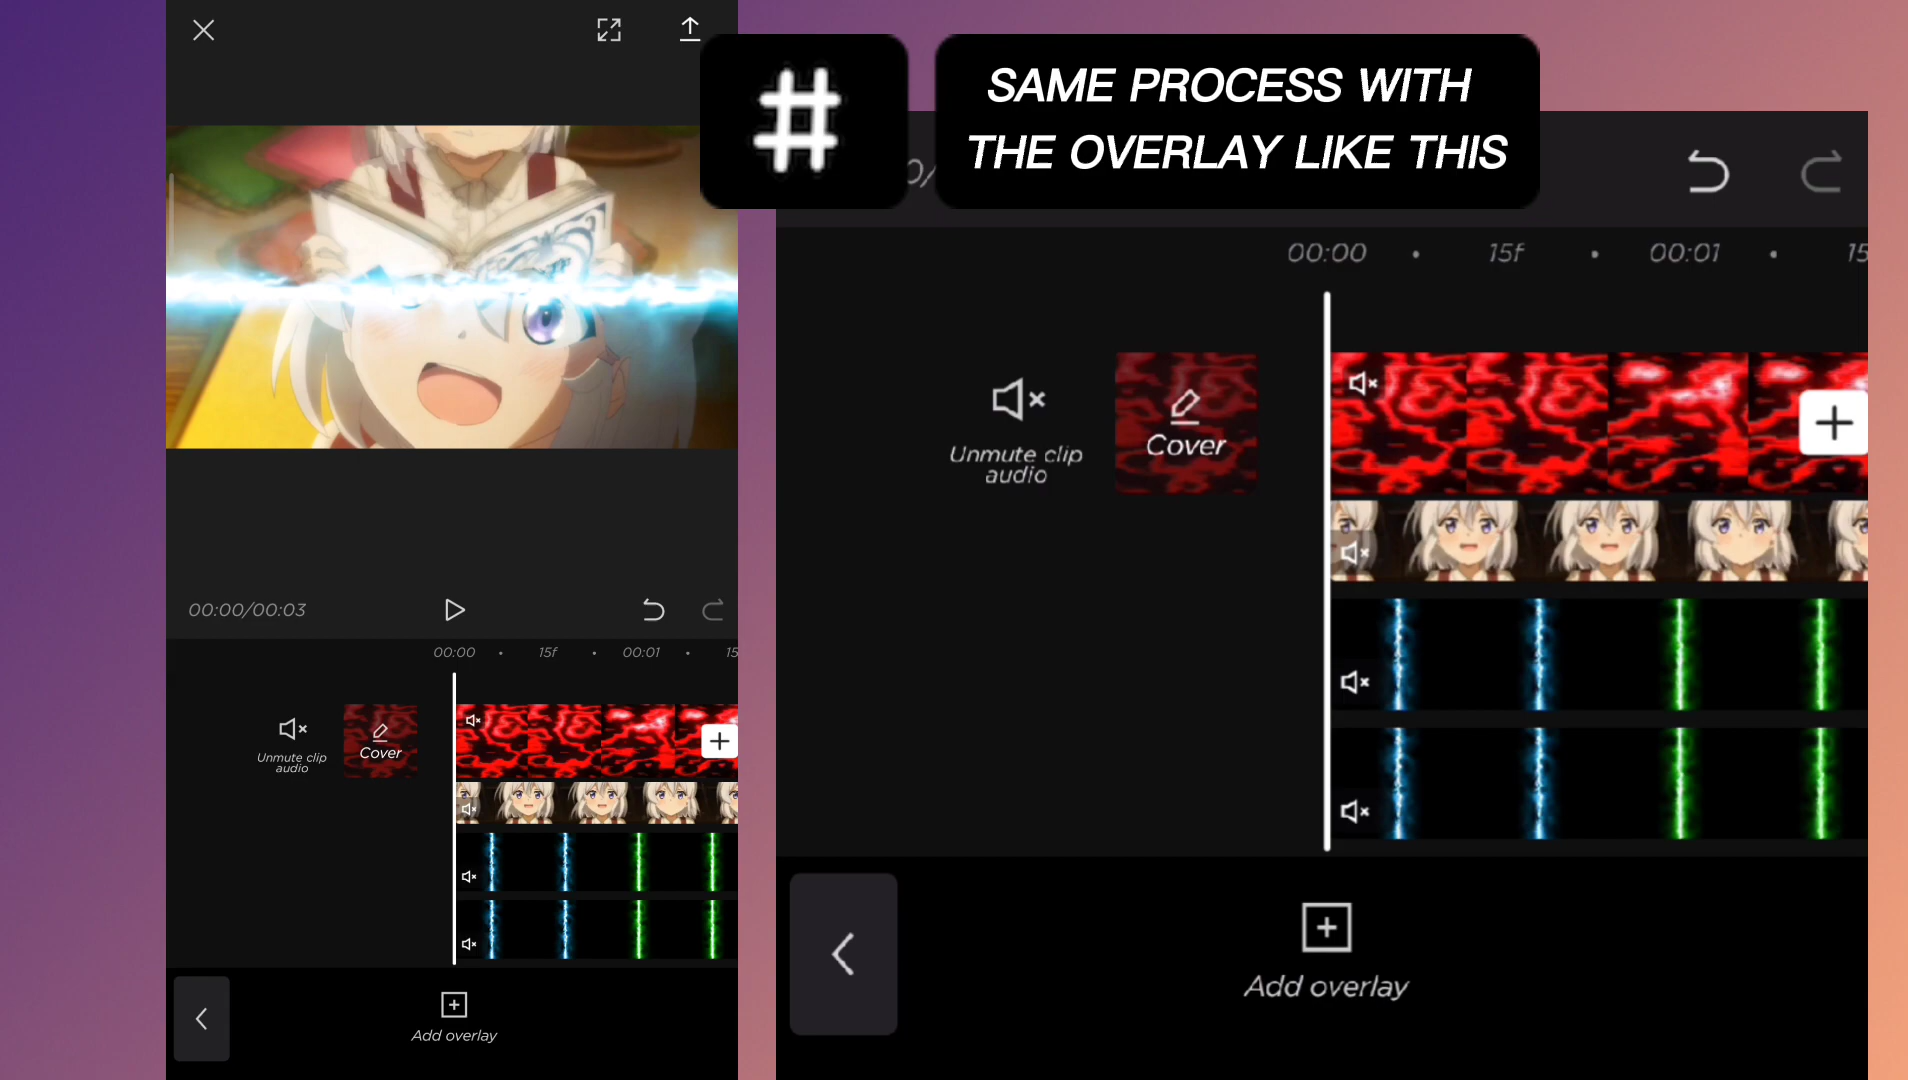 #
SAME PROCESS WITH
THE OVERLAY LIKE THIS
00:00/00:03
00:00
15f
00:01
15
Unmute clip
audio
Cover
Add overlay
00:00
15f
00:01
15
Unmute clip
audio
Cover
Add overlay